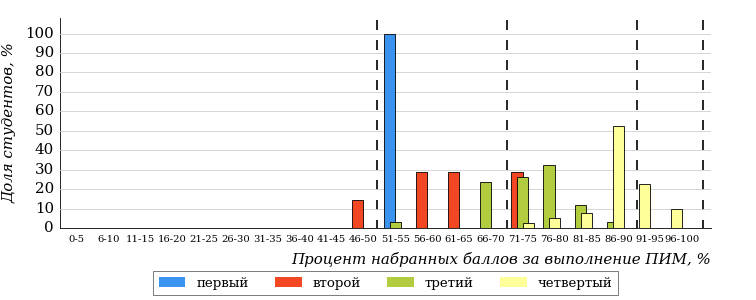 Доля студентов, %
100
90
80
70
60
50
40
30
20
10
0
0-5 6-10 11-15 16-20 21-25 26-30 31-35 36-40 41-45 46-50 51-55 56-60 61-65 66-70 71-75 76-80 81-85 86-90 91-95 96-100
Процент набранных баллов за выполнение ПИМ, %
первый второй третий четвертый